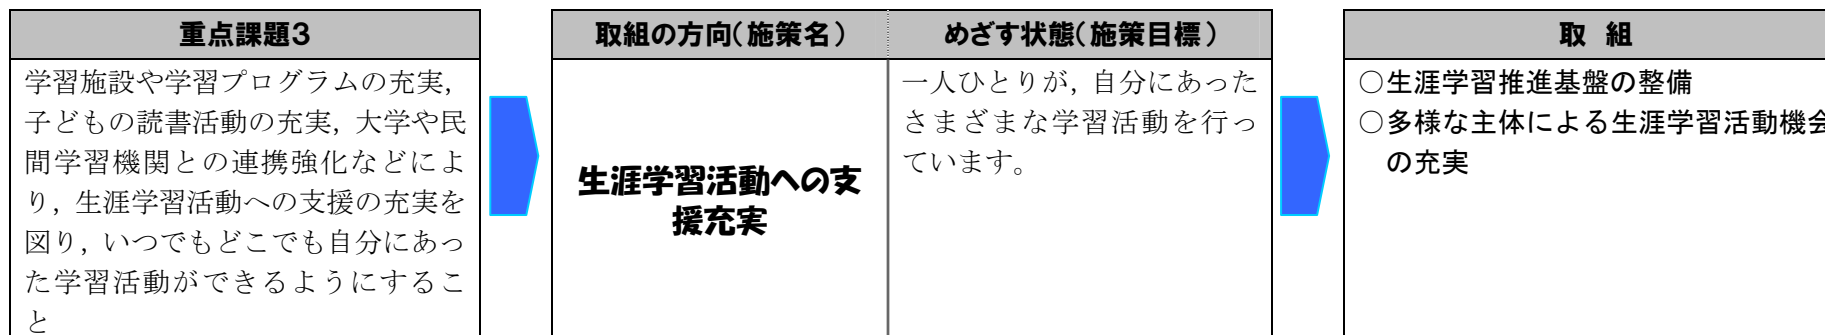 重点課題3
学習施設や学習プログラムの充実,
子どもの読書活動の充実, 大学や民
間学習機関との連携強化などによ
り, 生涯学習活動への支援の充実を
図り, いつでもどこでも自分にあっ
た学習活動ができるようにするこ
と
取組の方向(施策名)
生涯学習活動への支
援充実
めざす状態(施策目標)
一人ひとりが, 自分にあった
さまざまな学習活動を行っ
ています。
取 組
○生涯学習推進基盤の整備
○多様な主体による生涯学習活動機会
の充実